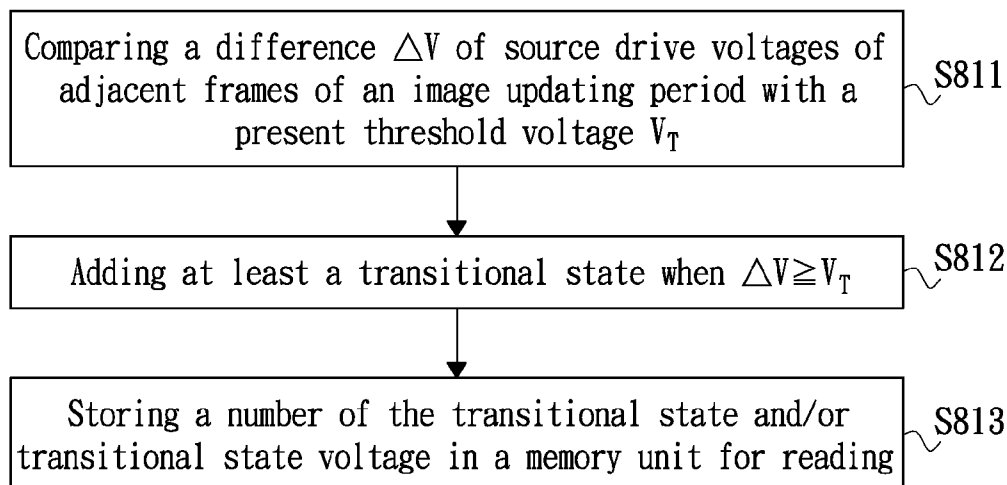 Comparing a difference △V of source drive voltages of
adjacent frames of an image updating period with a
present threshold voltage V_T
S811
Adding at least a transitional state when △V≧V_T
S812
Storing a number of the transitional state and/or
transitional state voltage in a memory unit for reading
S813